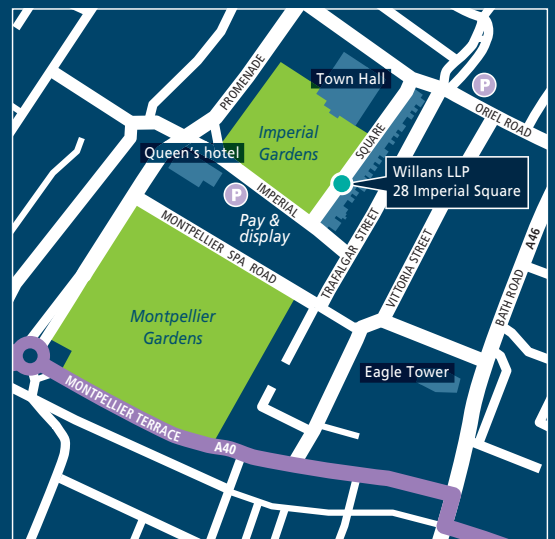 PROMENADE
Town Hall
P
ORIEL ROAD
Imperial
Gardens
SQUARE
Queen's hotel
Willans LLP
28 Imperial Square
P
IMPERIAL
Pay &
display
MONTPELLIER SPA ROAD
TRAFALGAR STREET
VITTORIA STREET
A46
BATH ROAD
Montpellier
Gardens
Eagle Tower
MONTPELLIER TERRACE
A40